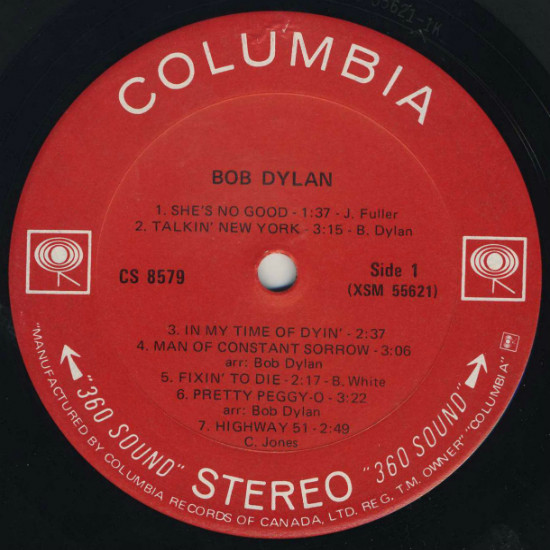 COLUMBIA
BOB DYLAN
1. SHE'S NO GOOD - 1:37 - J. Fuller
2. TALKIN' NEW YORK - 3:15 - B. Dylan
CS 8579
Side 1
(XSM 55621)
3. IN MY TIME OF DYIN' - 2:37
4. MAN OF CONSTANT SORROW - 3:06
arr: Bob Dylan
5. FIXIN' TO DIE - 2:17 - B. White
6. PRETTY PEGGY-O - 3:22
arr: Bob Dylan
7. HIGHWAY 51 - 2:49
C. Jones
"360 SOUND" STEREO "360 SOUND"
"MANUFACTURED BY COLUMBIA RECORDS OF CANADA, LTD. REG. T.M. OWNER" "COLUMBIA"